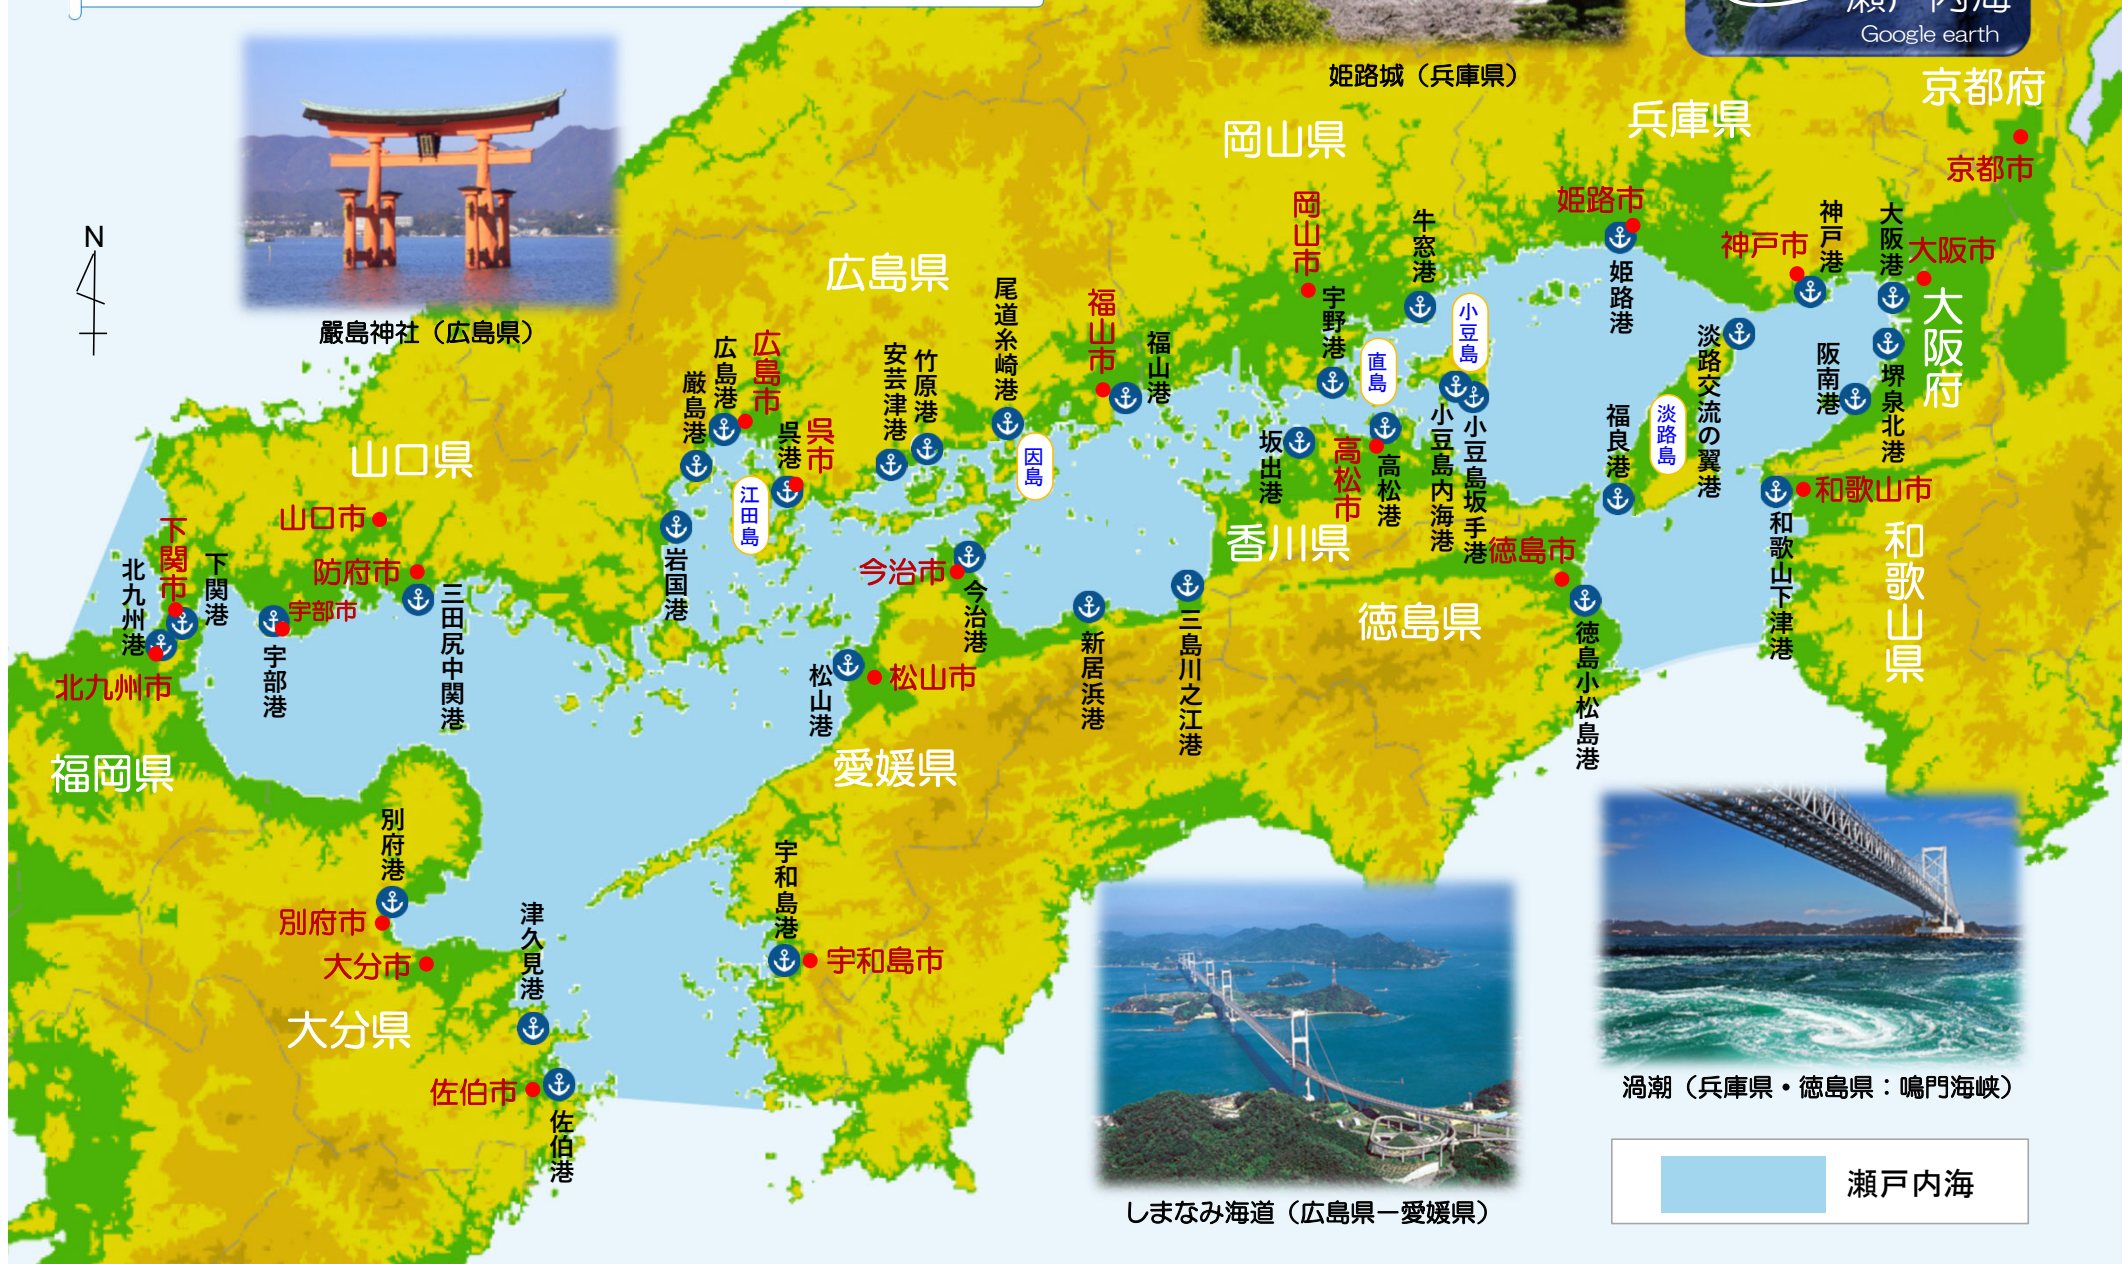 瀬戸内海
Google earth
姫路城（兵庫県）
京都府
京都市
兵庫県
岡山県
姫路市
姫路港
神戸市
神戸港
大阪港
大阪市
大阪府
岡山市
牛窓港
小豆島
宇野港
直島
淡路交流の翼港
阪南港
堺泉北港
N
嚴島神社（広島県）
広島県
尾道糸崎港
福山市
福山港
広島港
広島市
厳島港
安芸津港
竹原港
呉港
呉市
江田島
因島
坂出港
高松市
高松港
小豆島内海港
小豆島坂手港
福良港
淡路島
和歌山市
和歌山下津港
和歌山県
山口県
山口市
防府市
三田尻中関港
下関市
下関港
北九州港
北九州市
宇部市
宇部港
岩国港
今治市
今治港
新居浜港
三島川之江港
香川県
徳島県
徳島市
徳島小松島港
松山港
松山市
愛媛県
福岡県
別府港
別府市
大分市
大分県
津久見港
佐伯市
佐伯港
宇和島港
宇和島市
渦潮（兵庫県・徳島県：鳴門海峡）
しまなみ海道（広島県ー愛媛県）
瀬戸内海